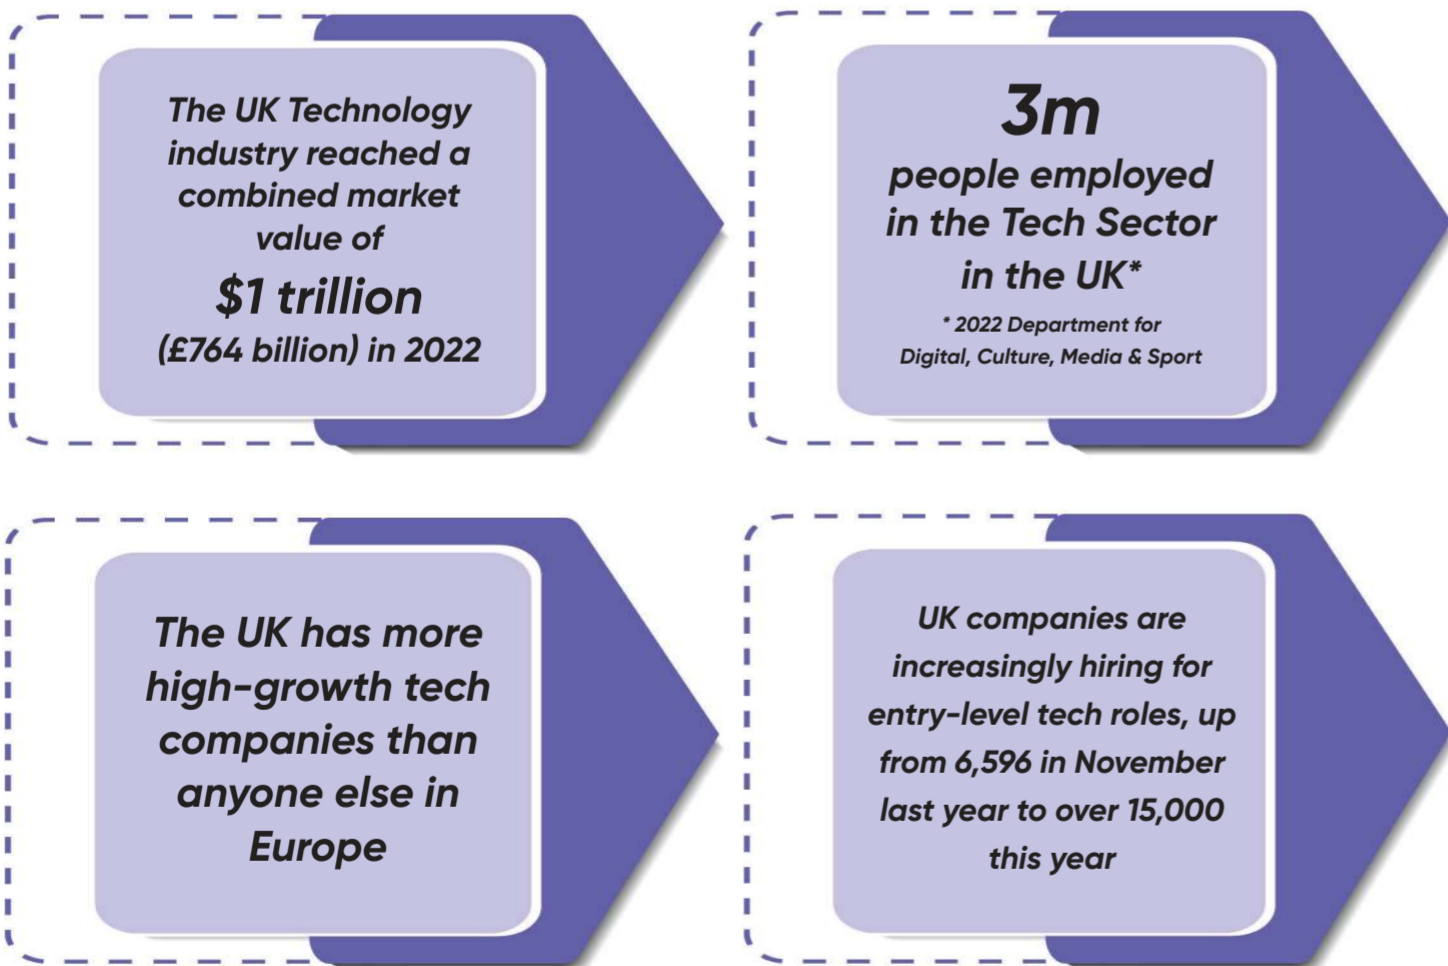 The UK Technology
industry reached a
combined market
value of
$1 trillion
(£764 billion) in 2022
3m
people employed
in the Tech Sector
in the UK*
* 2022 Department for
Digital, Culture, Media & Sport
The UK has more
high-growth tech
companies than
anyone else in
Europe
UK companies are
increasingly hiring for
entry-level tech roles, up
from 6,596 in November
last year to over 15,000
this year